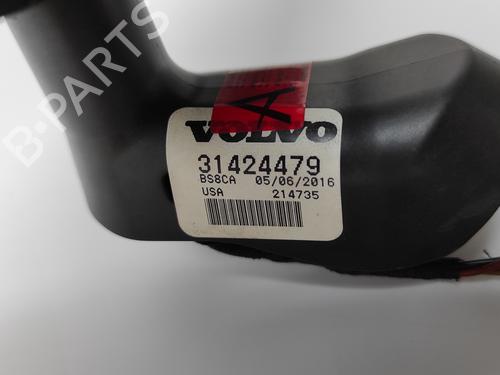 B-PARTS
A
VOLVO
31424479
BS8CA 05/06/2016
USA 214735